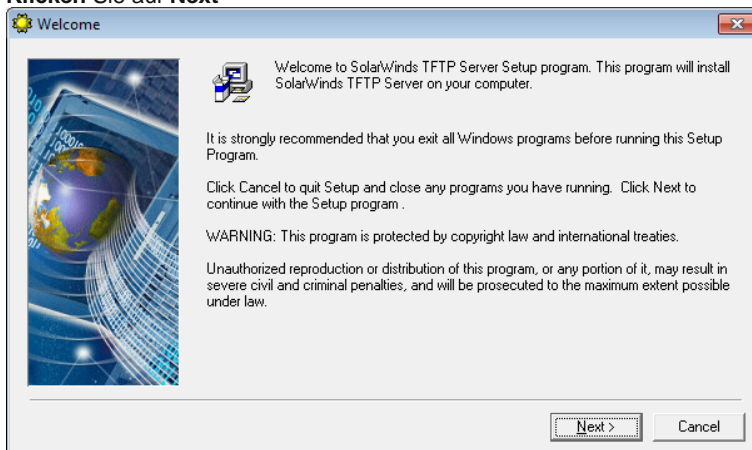 Klicken Sie auf Next
Welcome
Welcome to SolarWinds TFTP Server Setup program. This program will install
SolarWinds TFTP Server on your computer.
It is strongly recommended that you exit all Windows programs before running this Setup
Program.
Click Cancel to quit Setup and close any programs you have running. Click Next to
continue with the Setup program .
WARNING: This program is protected by copyright law and international treaties.
Unauthorized reproduction or distribution of this program, or any portion of it, may result in
severe civil and criminal penalties, and will be prosecuted to the maximum extent possible
under law.
Next >
Cancel